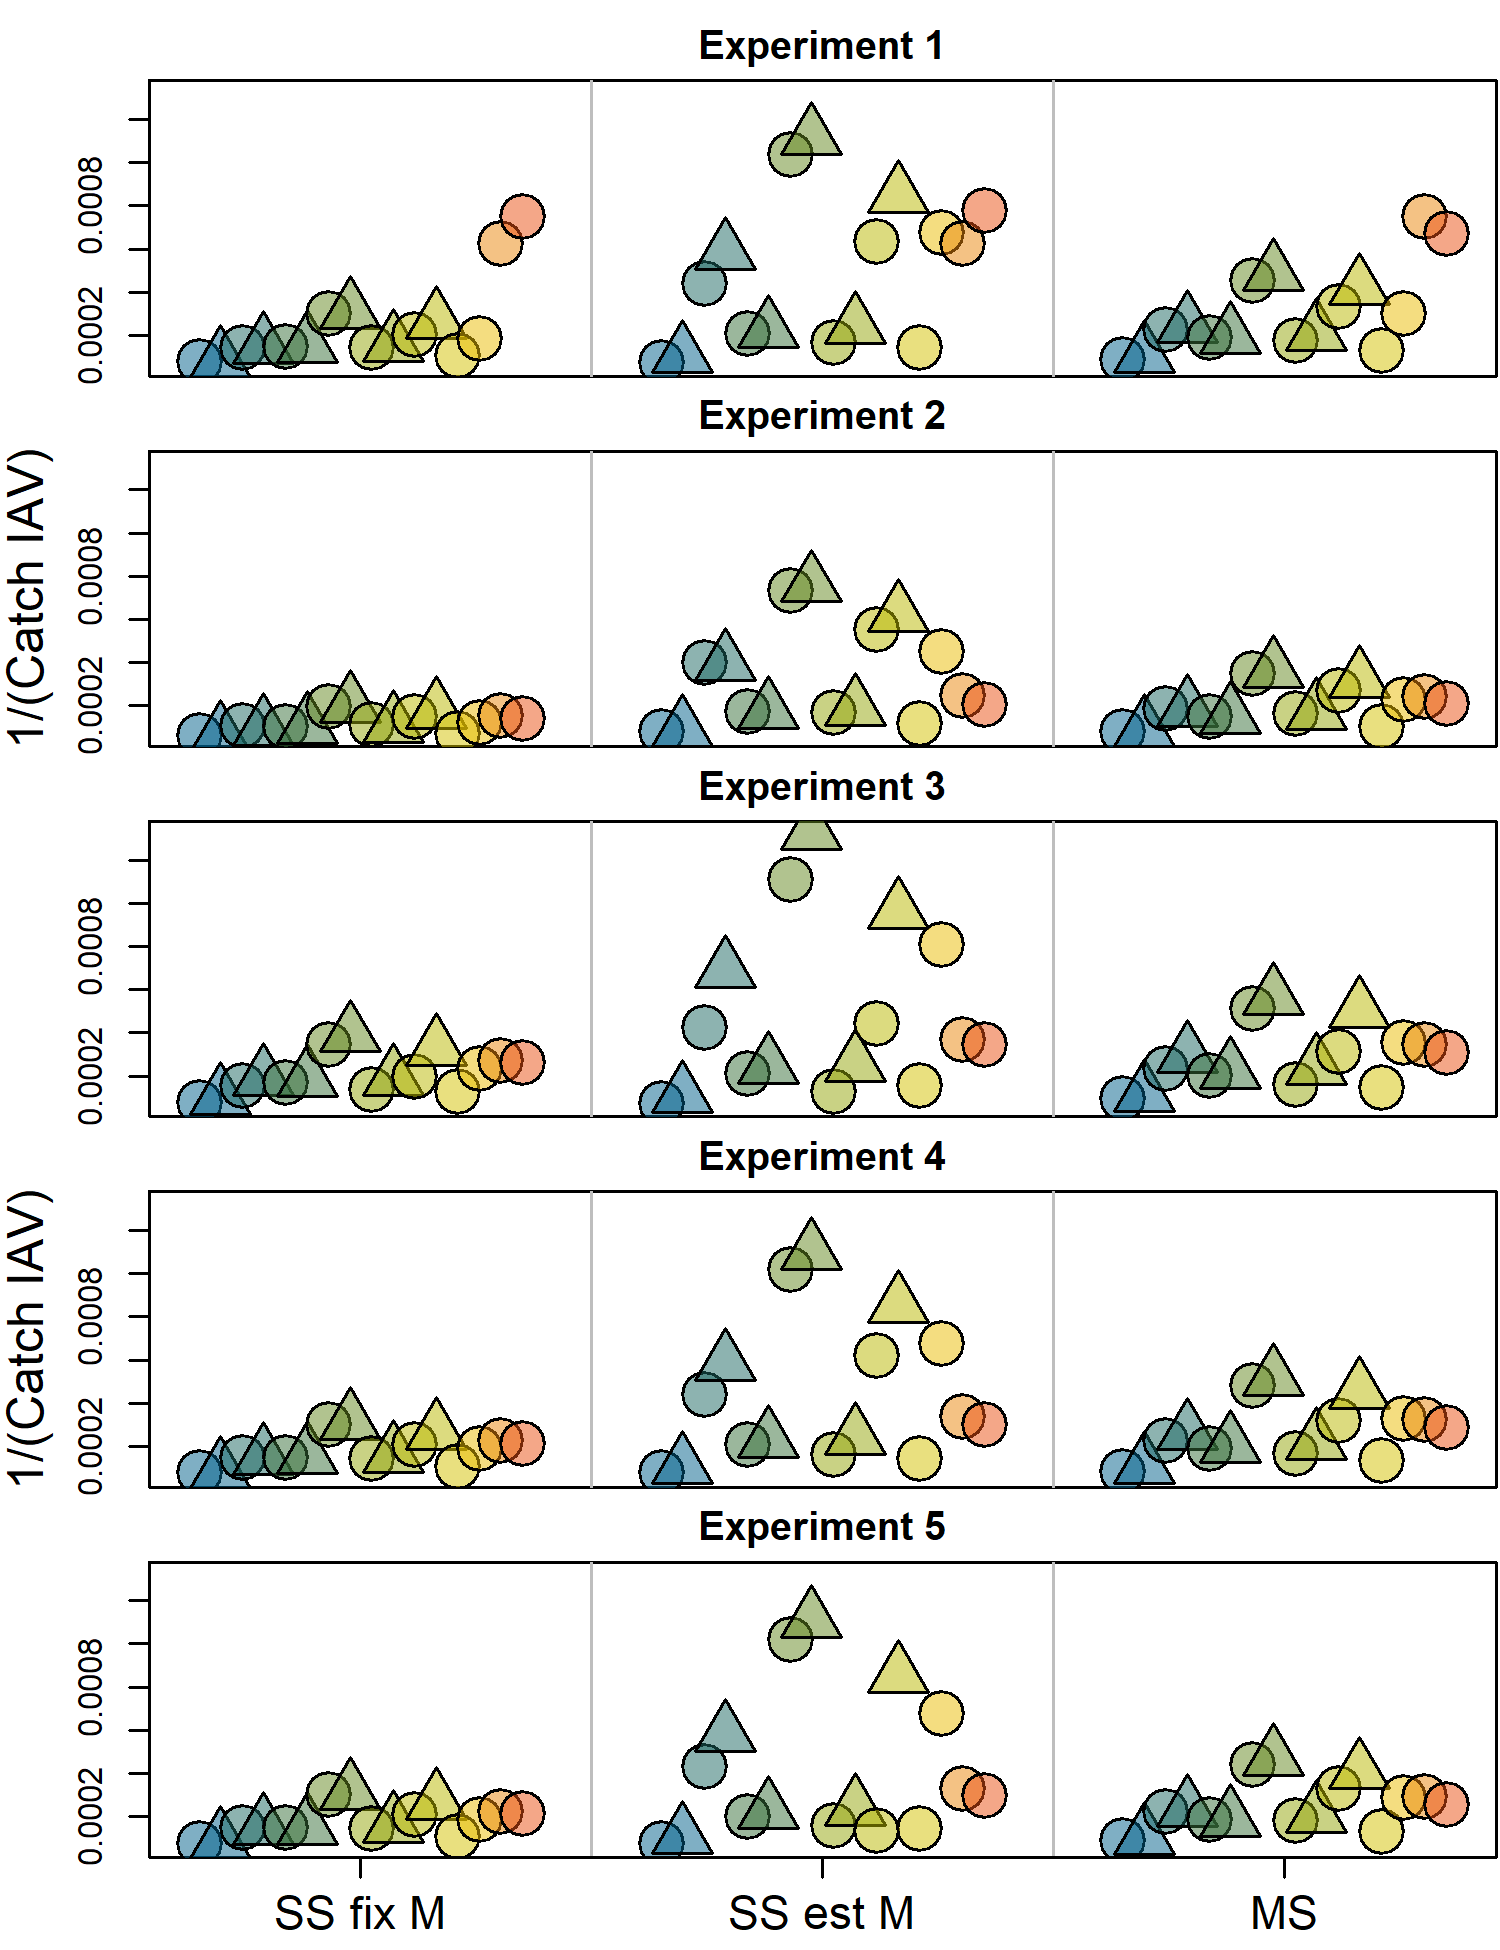 Experiment 1
0.0008
0.0002
Experiment 2
1/(Catch IAV)
0.0008
0.0002
Experiment 3
0.0008
0.0002
Experiment 4
1/(Catch IAV)
0.0008
0.0002
Experiment 5
0.0008
0.0002
SS fix M
SS est M
MS